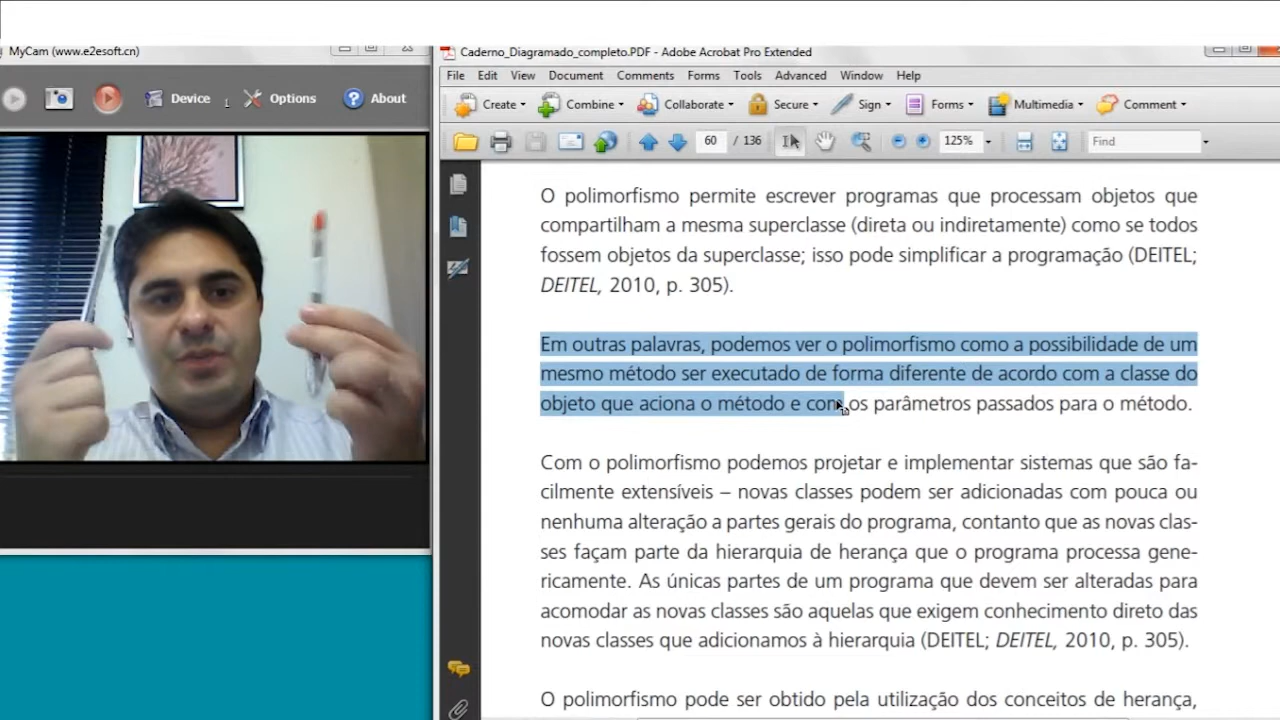 MyCam (www.e2esoft.cn)
Device
Options
About
Caderno_Diagramado_completo.PDF - Adobe Acrobat Pro Extended
File Edit View Document Comments Forms Tools Advanced Window Help
Create Combine Collaborate Secure Sign Forms Multimedia Comment
60 / 136 125% Find
O polimorfismo permite escrever programas que processam objetos que
compartilham a mesma superclasse (direta ou indiretamente) como se todos
fossem objetos da superclasse; isso pode simplificar a programação (DEITEL;
DEITEL, 2010, p. 305).
Em outras palavras, podemos ver o polimorfismo como a possibilidade de um
mesmo método ser executado de forma diferente de acordo com a classe do
objeto que aciona o método e com os parâmetros passados para o método.
Com o polimorfismo podemos projetar e implementar sistemas que são fa-
cilmente extensíveis – novas classes podem ser adicionadas com pouca ou
nenhuma alteração a partes gerais do programa, contanto que as novas clas-
ses façam parte da hierarquia de herança que o programa processa gene-
ricamente. As únicas partes de um programa que devem ser alteradas para
acomodar as novas classes são aquelas que exigem conhecimento direto das
novas classes que adicionamos à hierarquia (DEITEL; DEITEL, 2010, p. 305).
O polimorfismo pode ser obtido pela utilização dos conceitos de herança,